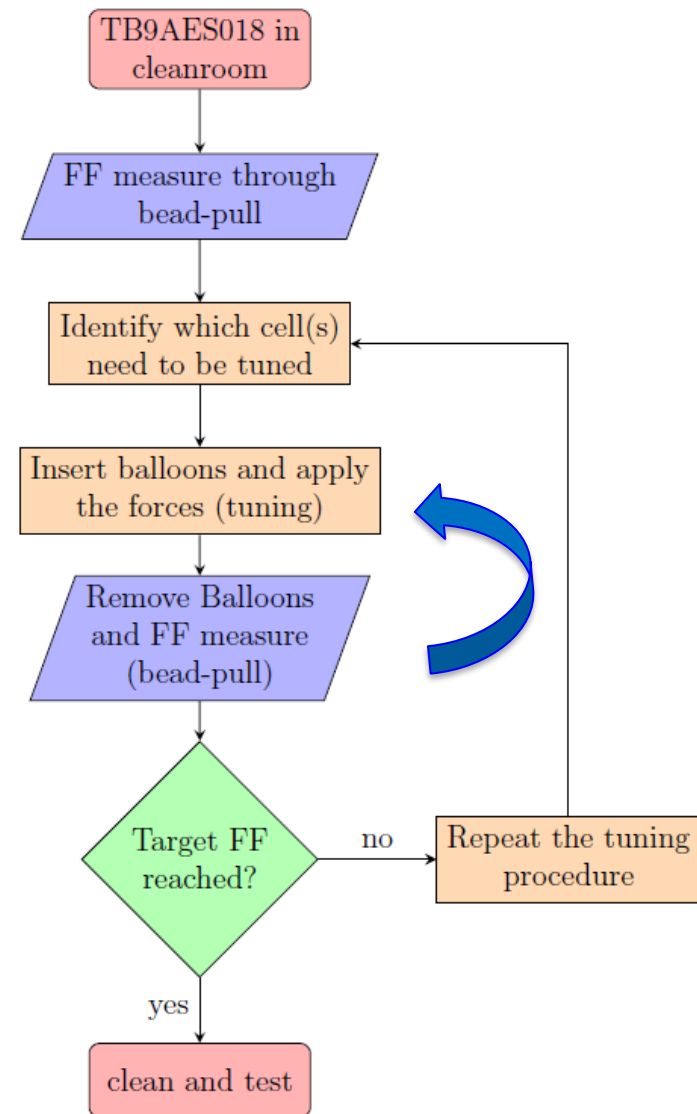 TB9AES018 in
cleanroom
FF measure through
bead-pull
Identify which cell(s)
need to be tuned
Insert balloons and apply
the forces (tuning)
Remove Balloons
and FF measure
(bead-pull)
Target FF
reached?
no
Repeat the tuning
procedure
yes
clean and test